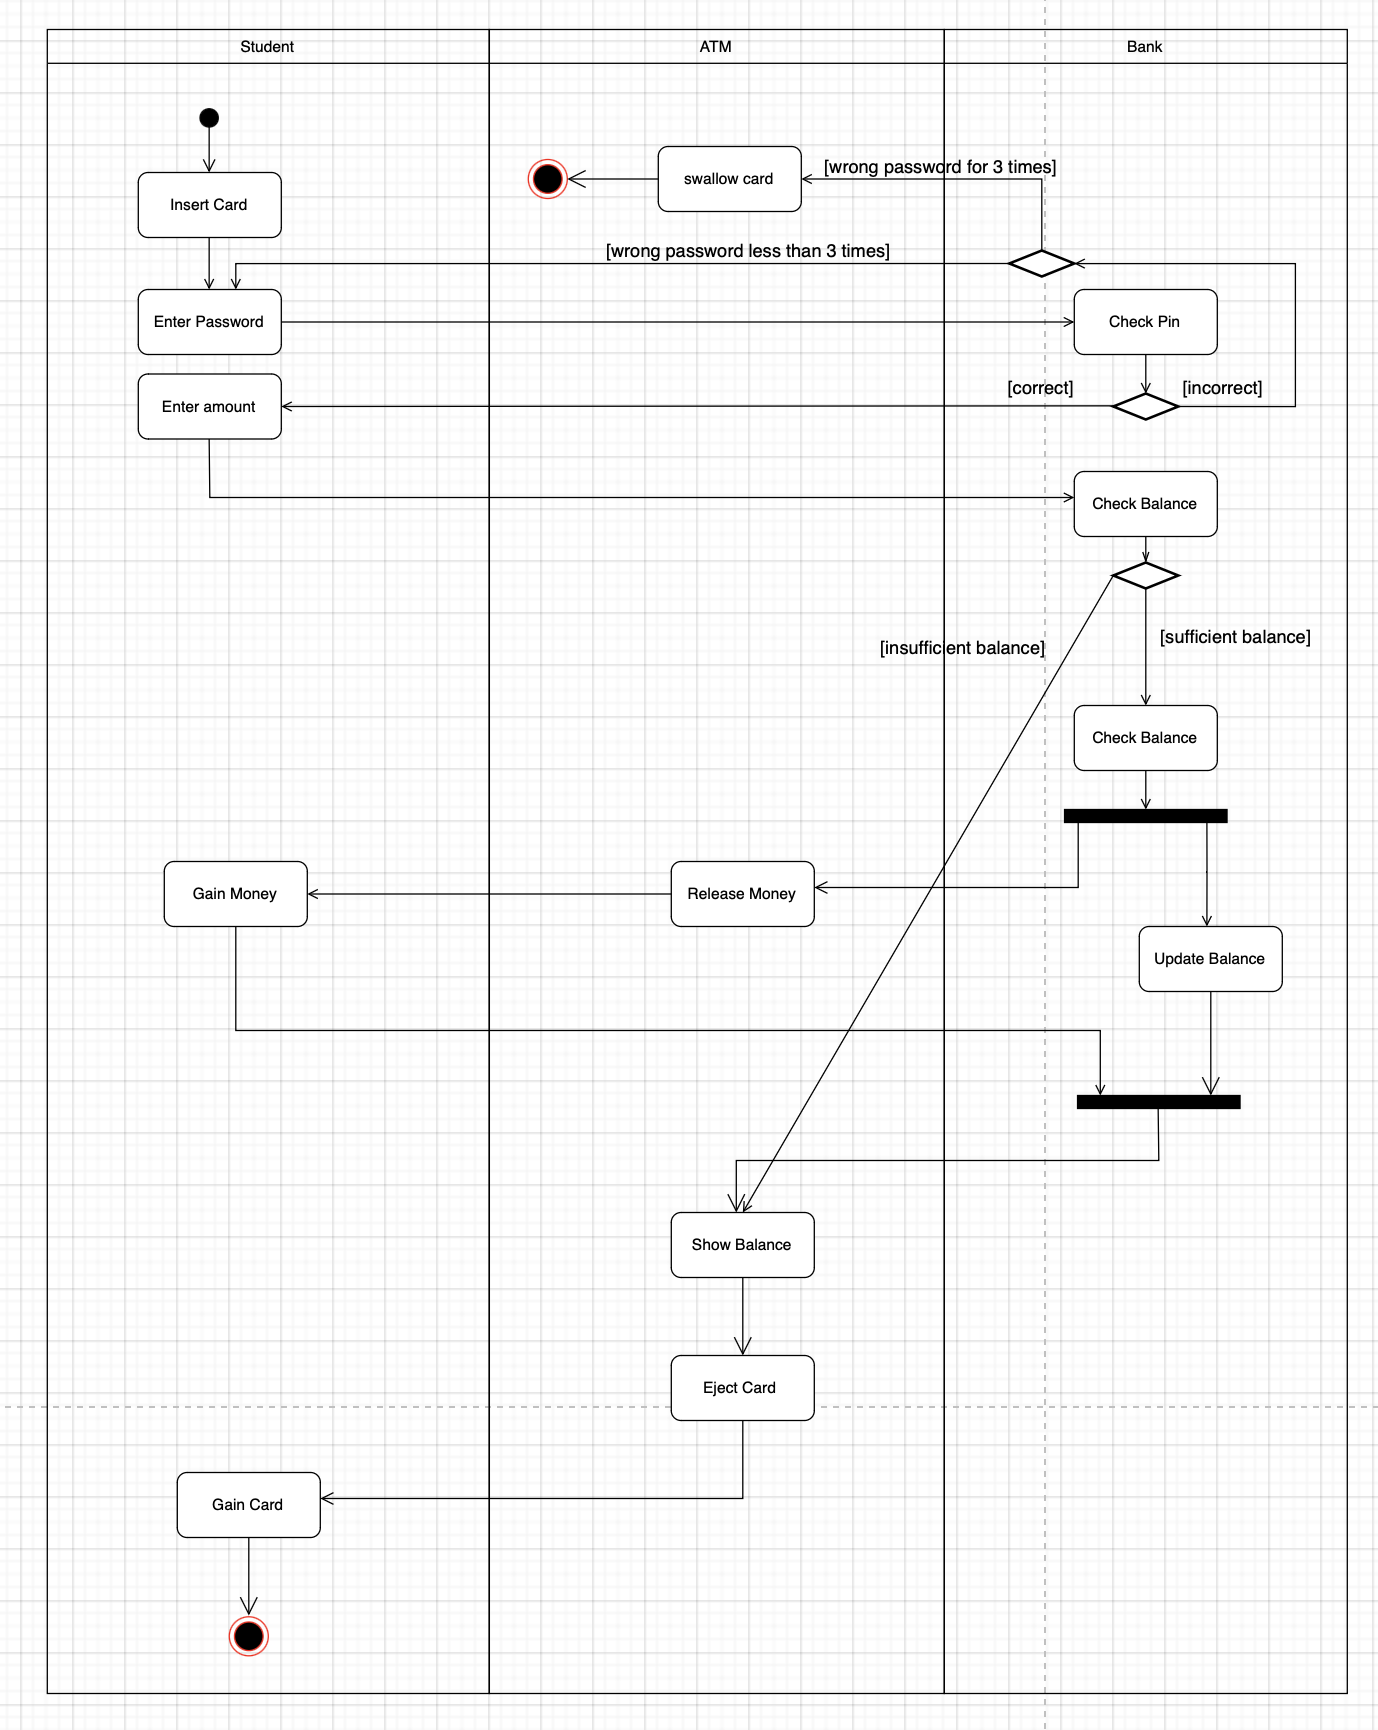 Student
ATM
Bank
[wrong password for 3 times]
swallow card
Insert Card
[wrong password less than 3 times]
Enter Password
Check Pin
[correct]
[incorrect]
Enter amount
Check Balance
[sufficient balance]
[insufficient balance]
Check Balance
Gain Money
Release Money
Update Balance
Show Balance
Eject Card
Gain Card